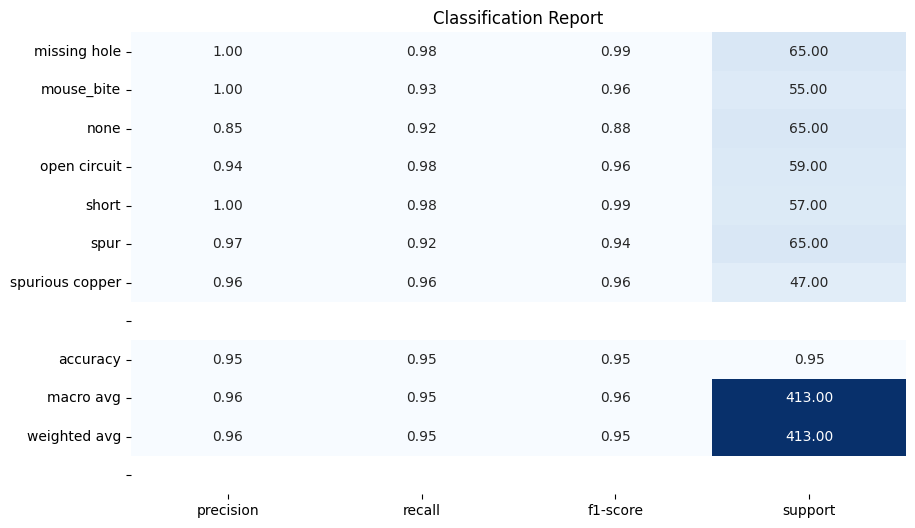 Classification Report
missing hole 1.00 0.98 0.99 65.00
mouse_bite 1.00 0.93 0.96 55.00
none 0.85 0.92 0.88 65.00
open circuit 0.94 0.98 0.96 59.00
short 1.00 0.98 0.99 57.00
spur 0.97 0.92 0.94 65.00
spurious copper 0.96 0.96 0.96 47.00
accuracy 0.95 0.95 0.95 0.95
macro avg 0.96 0.95 0.96 413.00
weighted avg 0.96 0.95 0.95 413.00
precision recall f1-score support